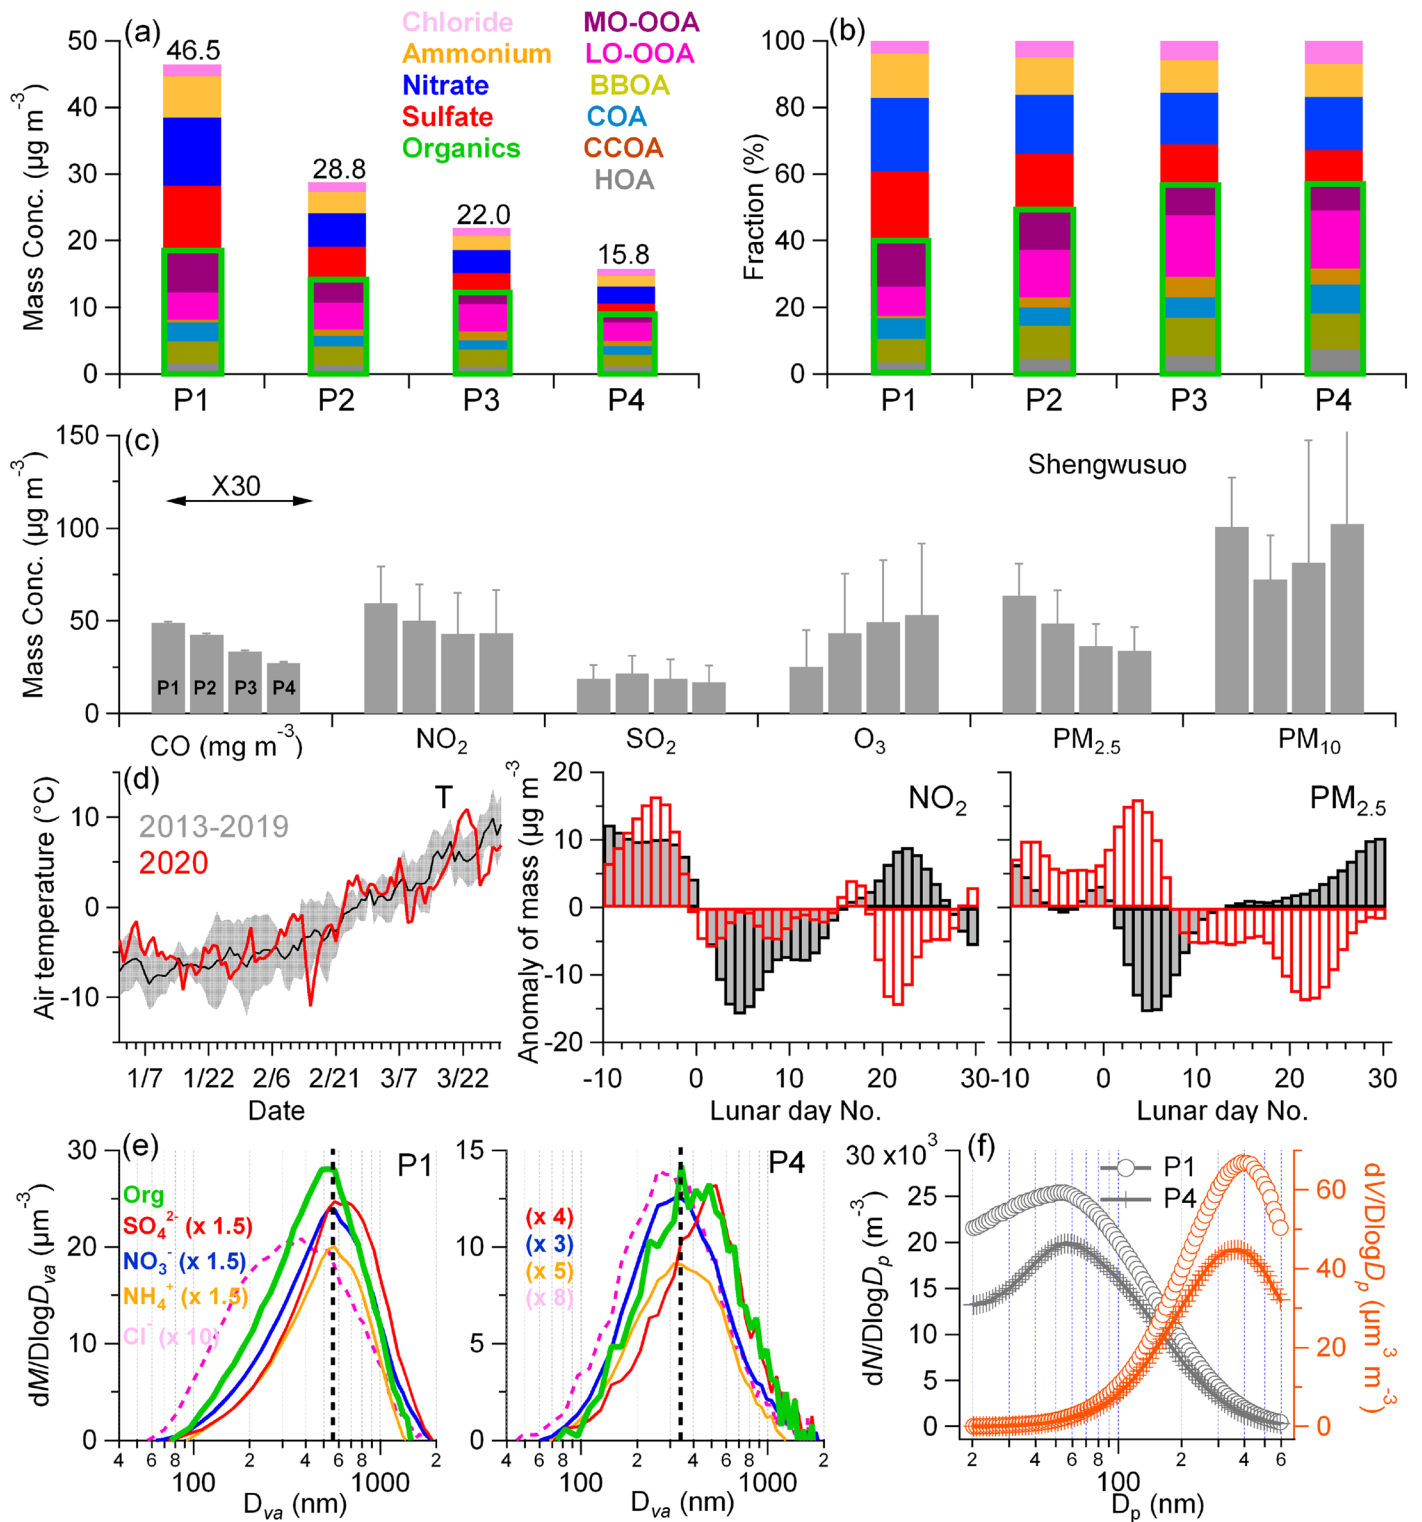 (a)
Mass Conc. (µg m⁻³)
50
40
30
20
10
0
46.5
28.8
22.0
15.8
P1
P2
P3
P4
Chloride
Ammonium
Nitrate
Sulfate
Organics
MO-OOA
LO-OOA
BBOA
COA
CCOA
HOA
(b)
Fraction (%)
100
80
60
40
20
0
P1
P2
P3
P4
(c)
Mass Conc. (µg m⁻³)
150
100
50
0
X30
Shengwusuo
P1
P2
P3
P4
CO (mg m⁻³)
NO₂
SO₂
O₃
PM₂.₅
PM₁₀
(d)
Air temperature (°C)
10
0
-10
T
2013-2019
2020
1/7
1/22
2/6
2/21
3/7
3/22
Date
Anomaly of mass (µg m⁻³)
20
10
0
-10
-20
NO₂
-10
0
10
20
30
Lunar day No.
PM₂.₅
-10
0
10
20
30
Lunar day No.
(e)
dM/DlogDva (µm⁻³)
30
20
10
0
P1
Org
SO₄²⁻ (x 1.5)
NO₃⁻ (x 1.5)
NH₄⁺ (x 1.5)
Cl⁻ (x 10)
4
6
8
100
2
4
6
8
1000
2
Dva (nm)
15
10
5
0
P4
(x 4)
(x 3)
(x 5)
(x 8)
4
6
8
100
2
4
6
8
1000
2
Dva (nm)
(f)
dN/DlogDp (m⁻³)
30 x10³
25
20
15
10
5
0
P1
P4
60
40
20
0
dV/DlogDp (µm³ m⁻³)
2
4
6
8
100
2
4
6
Dp (nm)